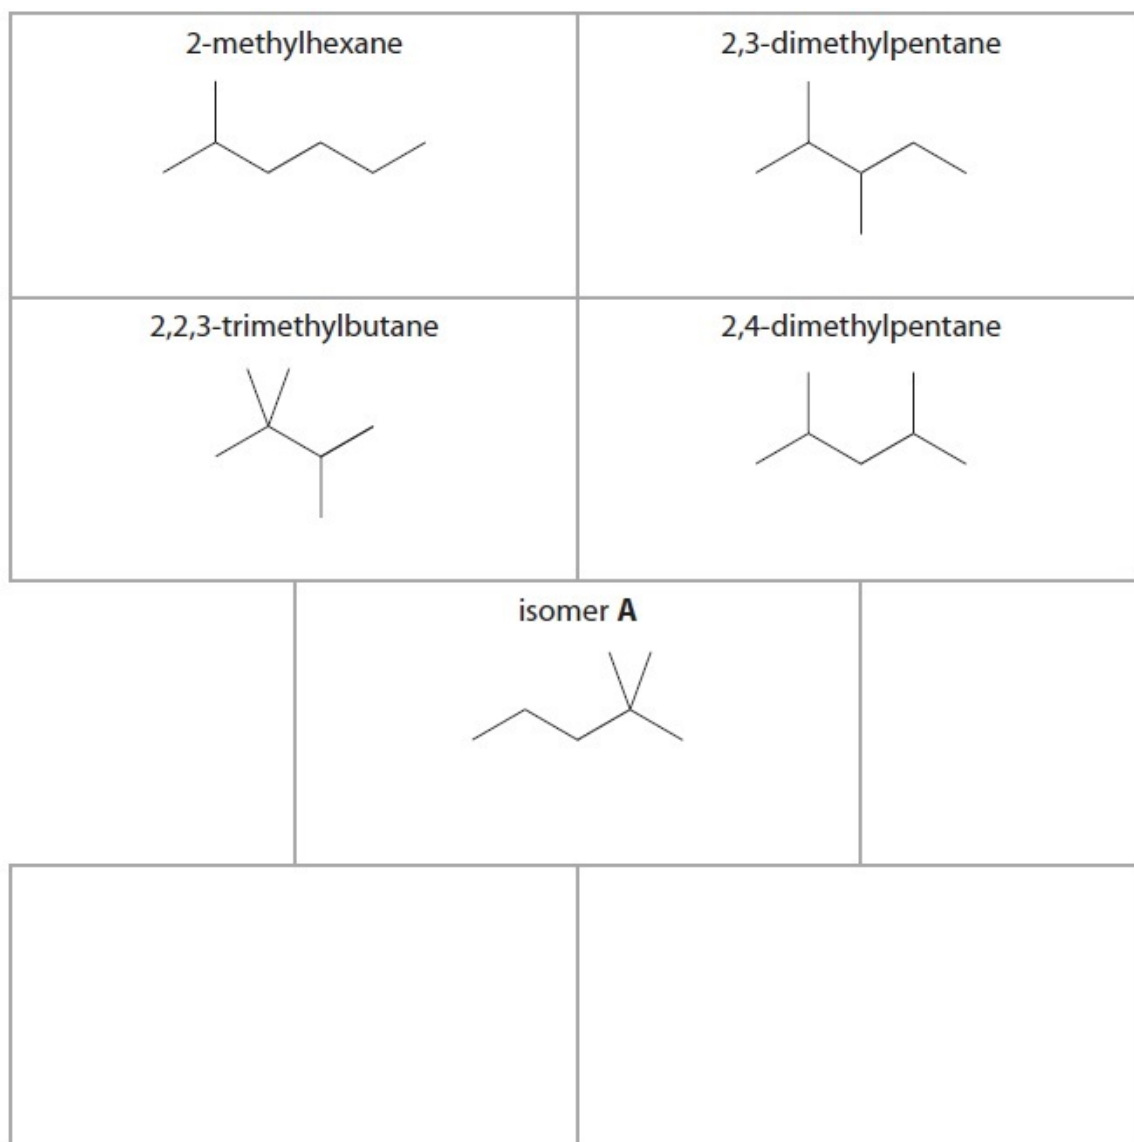 2-methylhexane
2,3-dimethylpentane
2,2,3-trimethylbutane
2,4-dimethylpentane
isomer A